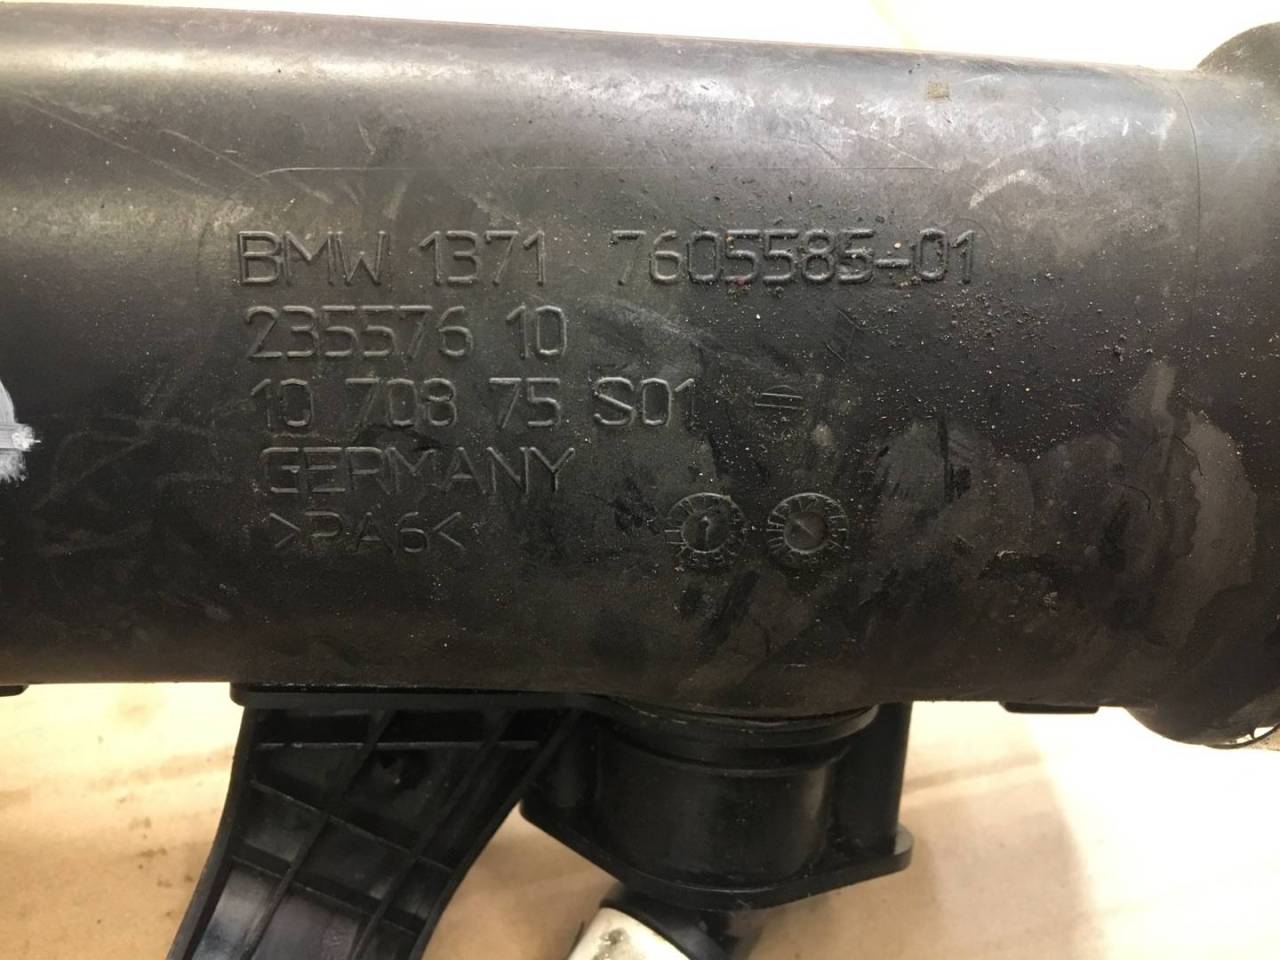 BMW 1371 7605585-01
235576 10
10 708 75 S01
GERMANY
>PA6<